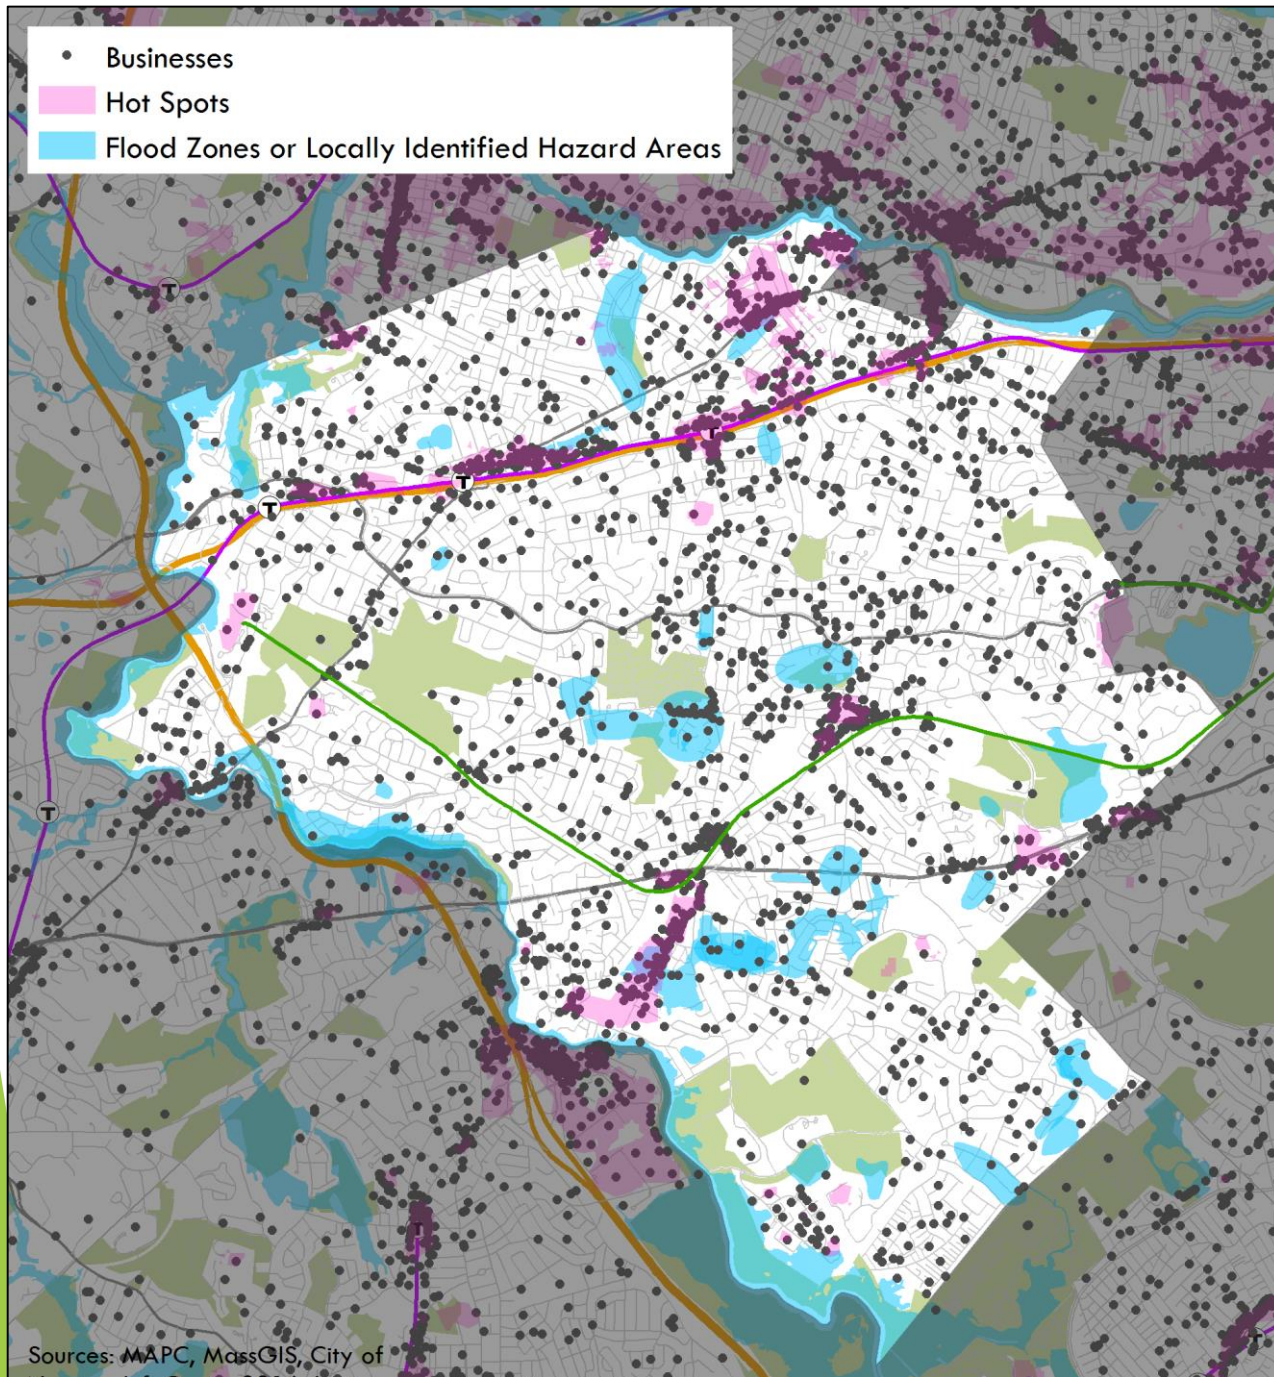 Businesses
Hot Spots
Flood Zones or Locally Identified Hazard Areas
T
T
T
T
T
T
Sources: MAPC, MassGIS, City of